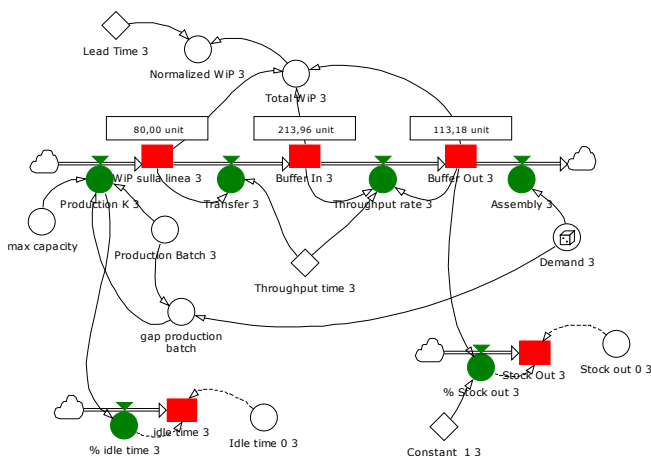 Lead Time 3
Normalized WiP 3
Total WiP 3
80,00 unit
213,96 unit
113,18 unit
WiP sulla linea 3
Buffer In 3
Buffer Out 3
Production K 3
Transfer 3
Throughput rate 3
Assembly 3
max capacity
Production Batch 3
Demand 3
Throughput time 3
gap production
batch
Stock Out 3
Stock out 0 3
% Stock out 3
idle time 3
Idle time 0 3
% idle time 3
Constant_1 3